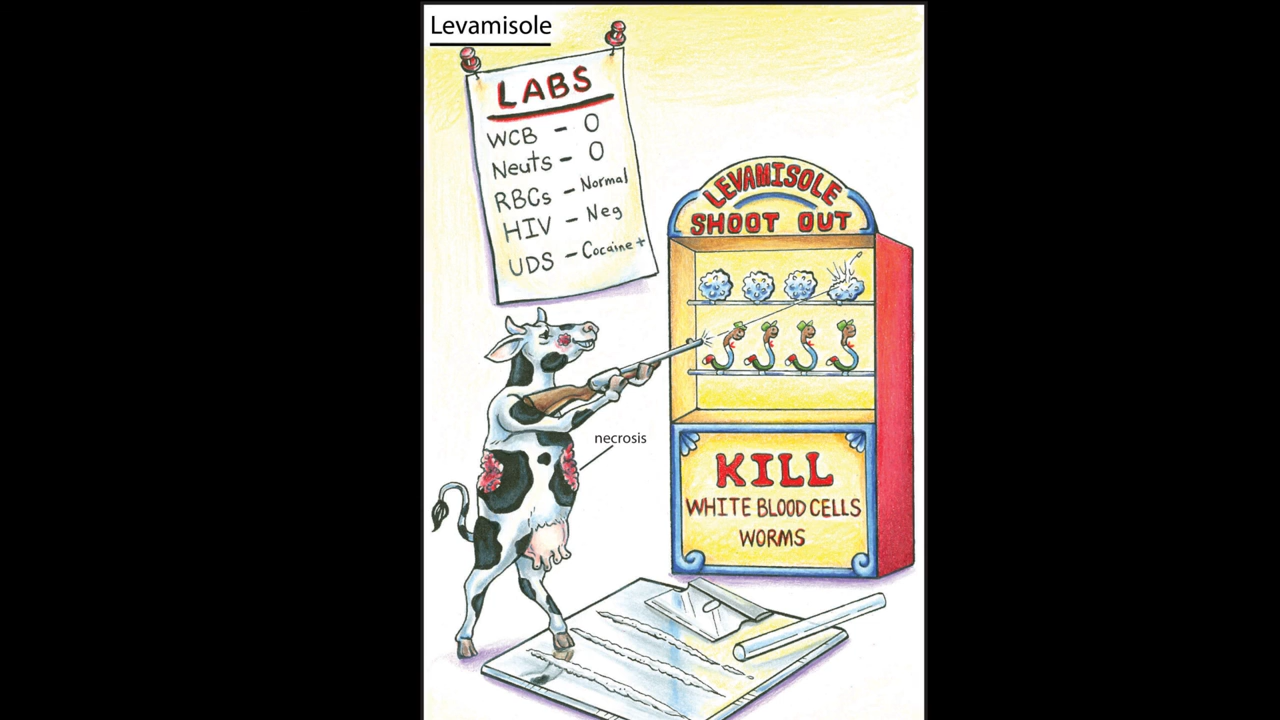 Levamisole
LABS
WCB - 0
Neuts - 0
RBCs - Normal
HIV - Neg
UDS - Cocaine +
LEVAMISOLE
SHOOT OUT
necrosis
KILL
WHITE BLOOD CELLS
WORMS